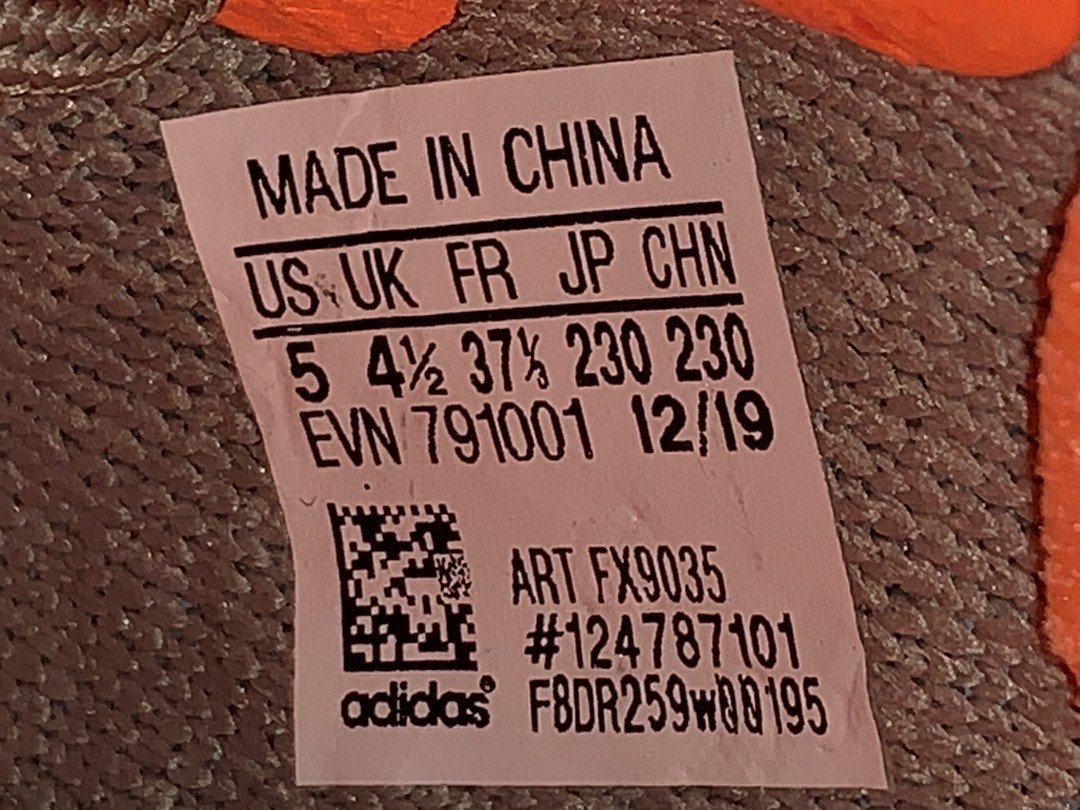 MADE IN CHINA
US UK FR JP CHN
5 4½ 37⅓ 230 230
EVN 791001 12/19
ART FX9035
#124787101
adidas® F8DR259w00195